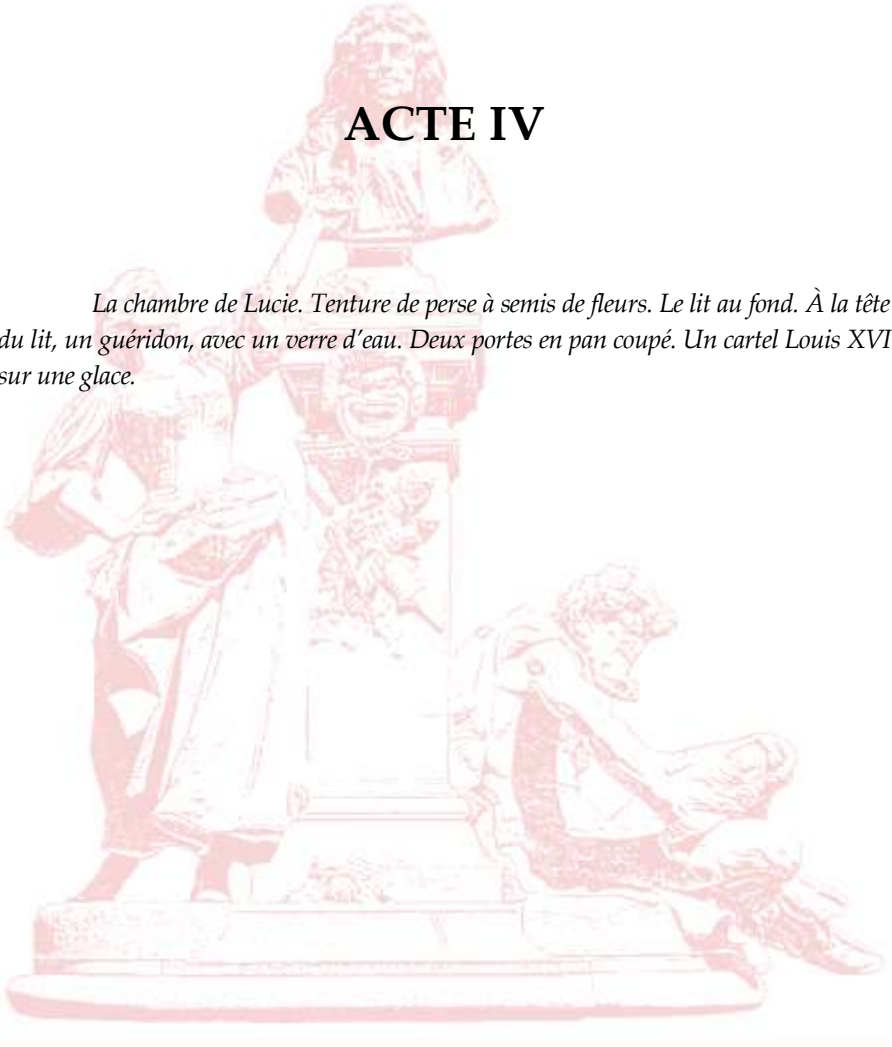 ACTE IV
La chambre de Lucie. Tenture de perse à semis de fleurs. Le lit au fond. À la tête
du lit, un guéridon, avec un verre d’eau. Deux portes en pan coupé. Un cartel Louis XVI
sur une glace.